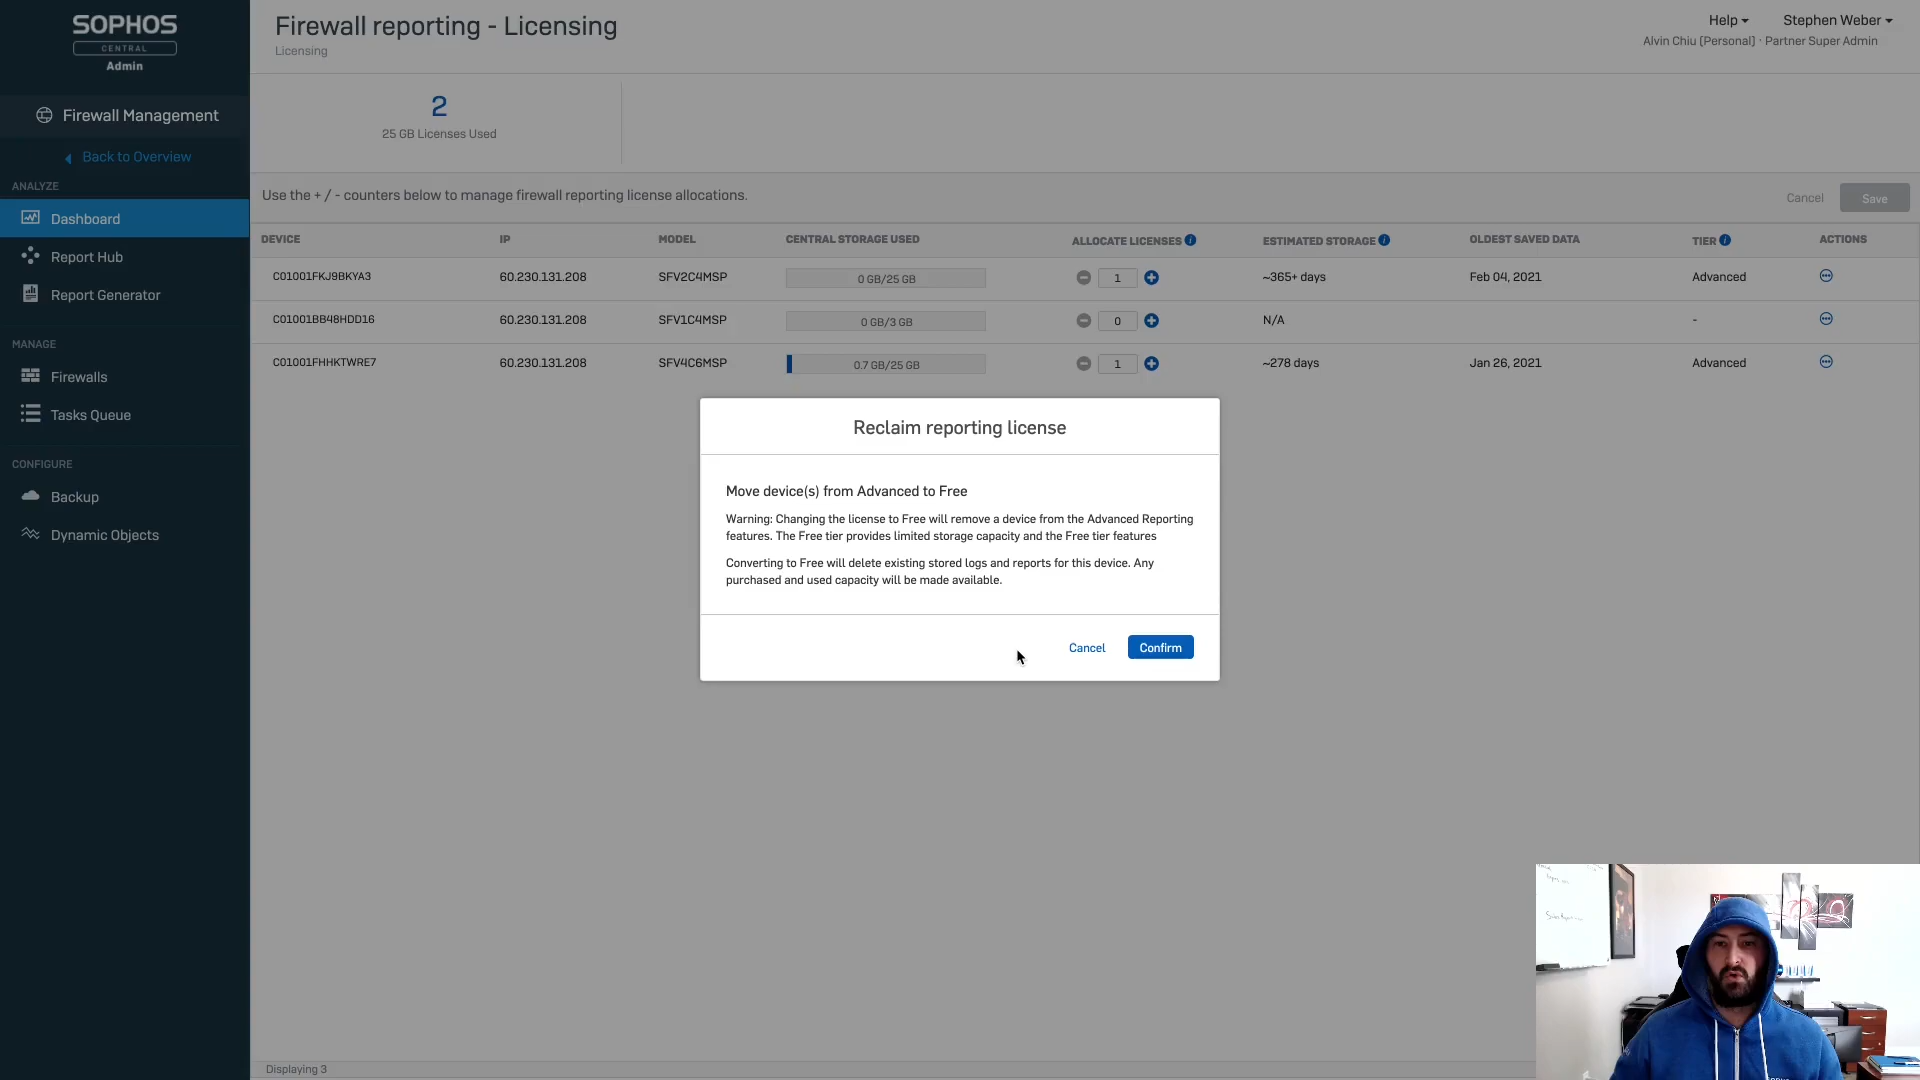 SOPHOS
CENTRAL
Admin
Firewall Management
Back to Overview
ANALYZE
Dashboard
Report Hub
Report Generator
MANAGE
Firewalls
Tasks Queue
CONFIGURE
Backup
Dynamic Objects
Firewall reporting - Licensing
Licensing
Help
Stephen Weber
Alvin Chiu (Personal) · Partner Super Admin
2
25 GB Licenses Used
Use the + / - counters below to manage firewall reporting license allocations.
Cancel
Save
DEVICE IP MODEL CENTRAL STORAGE USED ALLOCATE LICENSES ESTIMATED STORAGE OLDEST SAVED DATA TIER ACTIONS
C01001FKJ9BKYA3 60.230.131.208 SFV2C4MSP 0 GB/25 GB 1 ~365+ days Feb 04, 2021 Advanced
C01001BB48HDD16 60.230.131.208 SFV1C4MSP 0 GB/3 GB 0 N/A -
C01001FHHKTWRE7 60.230.131.208 SFV4C6MSP 0.7 GB/25 GB 1 ~278 days Jan 26, 2021 Advanced
Reclaim reporting license
Move device(s) from Advanced to Free
Warning: Changing the license to Free will remove a device from the Advanced Reporting
features. The Free tier provides limited storage capacity and the Free tier features
Converting to Free will delete existing stored logs and reports for this device. Any
purchased and used capacity will be made available.
Cancel
Confirm
Displaying 3